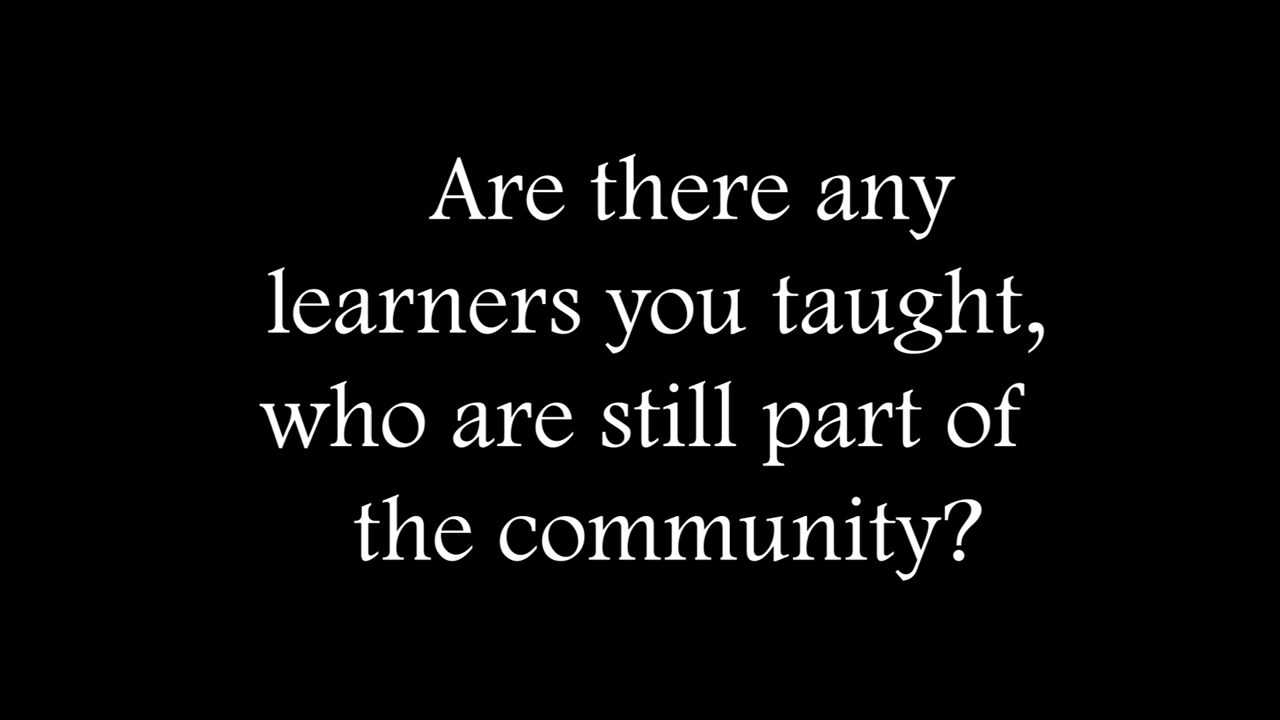 Are there any
learners you taught,
who are still part of
the community?